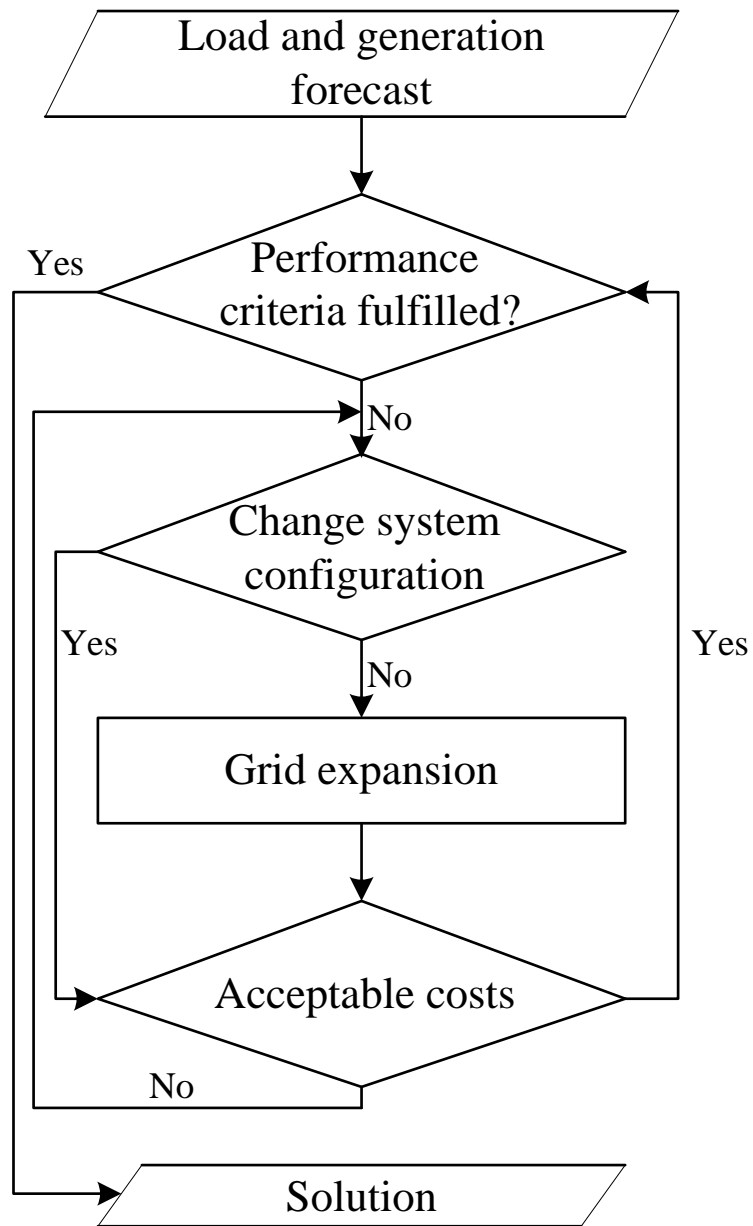 Load and generation
forecast
Yes
Performance
criteria fulfilled?
No
Change system
configuration
Yes
Yes
No
Grid expansion
Acceptable costs
No
Solution